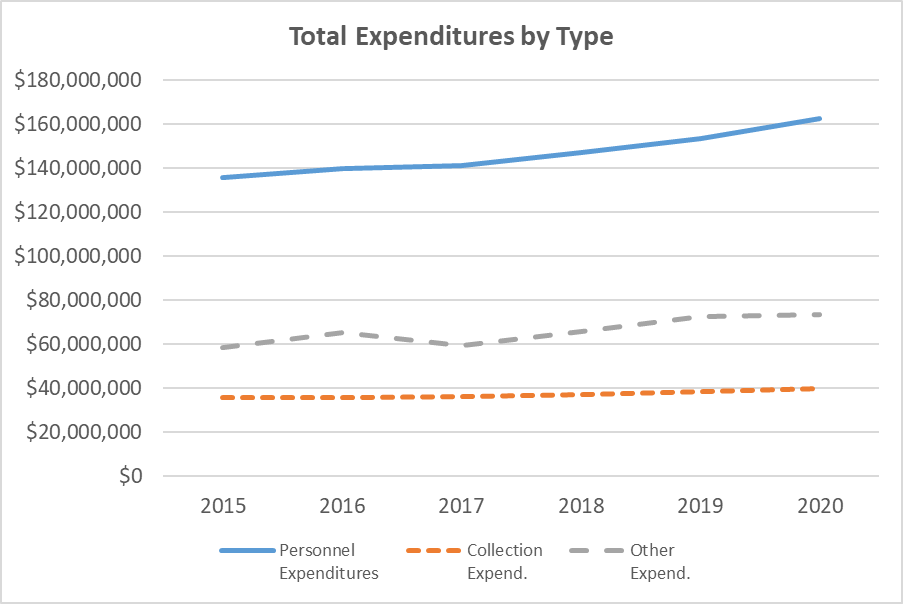 Total Expenditures by Type
$180,000,000
$160,000,000
$140,000,000
$120,000,000
$100,000,000
$80,000,000
$60,000,000
$40,000,000
$20,000,000
$0
2015 2016 2017 2018 2019 2020
Personnel Expenditures
Collection Expend.
Other Expend.